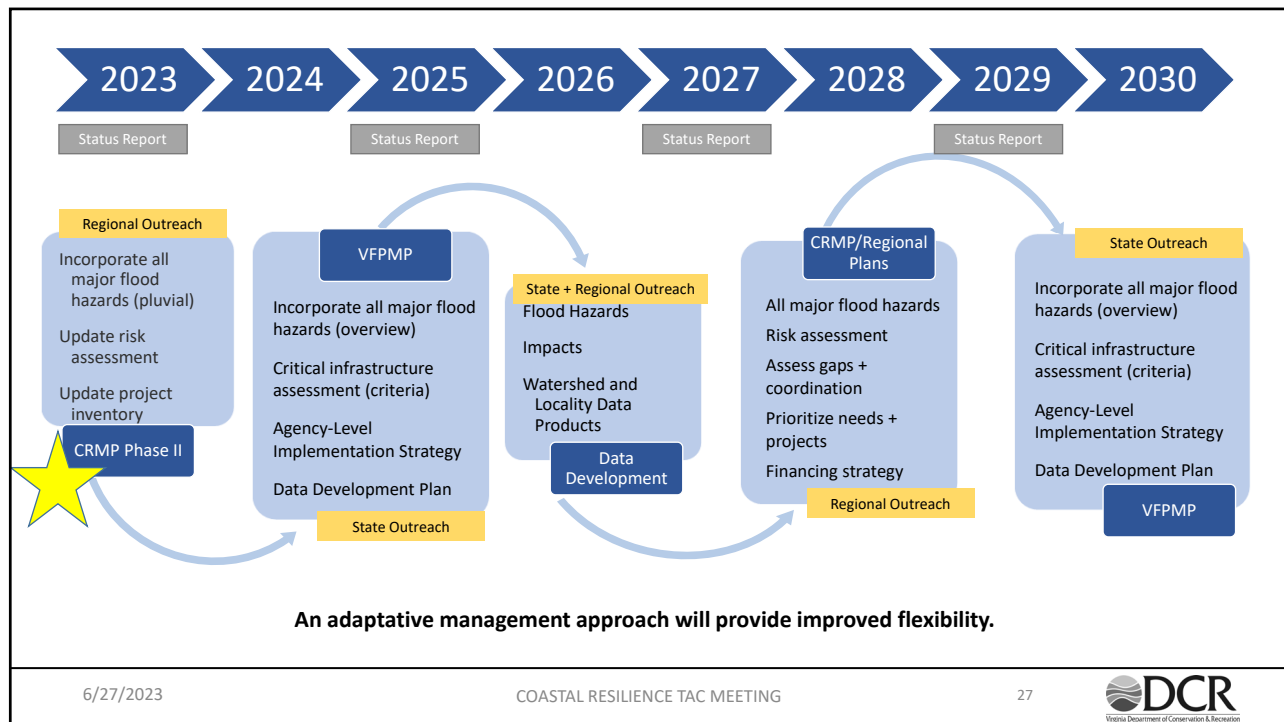 2023
2024
2025
2026
2027
2028
2029
2030
Status Report
Status Report
Status Report
Status Report
Regional Outreach
Incorporate all
major flood
hazards (pluvial)
Update risk
assessment
Update project
inventory
CRMP Phase II
VFPMP
Incorporate all major flood
hazards (overview)
Critical infrastructure
assessment (criteria)
Agency-Level
Implementation Strategy
Data Development Plan
State Outreach
State + Regional Outreach
Flood Hazards
Impacts
Watershed and
Locality Data
Products
Data
Development
CRMP/Regional
Plans
All major flood hazards
Risk assessment
Assess gaps +
coordination
Prioritize needs +
projects
Financing strategy
Regional Outreach
State Outreach
Incorporate all major flood
hazards (overview)
Critical infrastructure
assessment (criteria)
Agency-Level
Implementation Strategy
Data Development Plan
VFPMP
An adaptative management approach will provide improved flexibility.
6/27/2023
COASTAL RESILIENCE TAC MEETING
27
DCR
Virginia Department of Conservation & Recreation